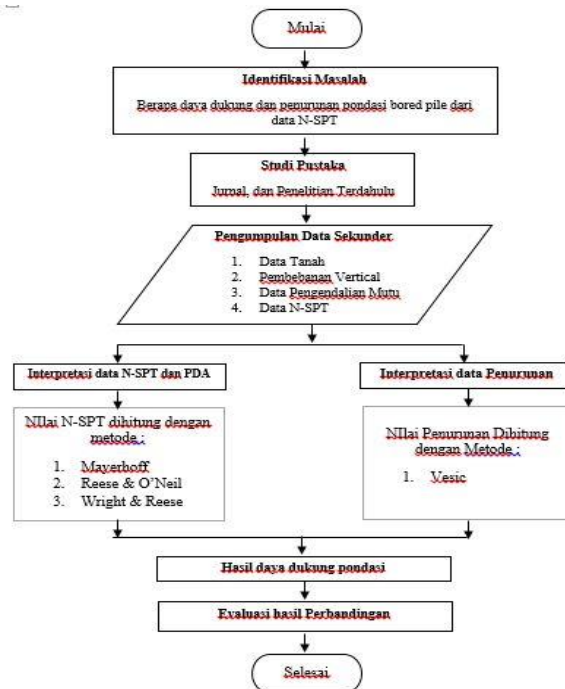 Mulai
Identifikasi Masalah
Berapa daya dukung dan penurunan pondasi bored pile dari
data N-SPT
Studi Pustaka
Jurnal, dan Penelitian Terdahulu
Pengumpulan Data Sekunder
1. Data Tanah
2. Pembebanan Vertical
3. Data Pengendalian Mutu
4. Data N-SPT
Interpretasi data N-SPT dan PDA
Interpretasi data Penurunan
NIlai N-SPT dihitung dengan
metode :
1. Mayerhoff
2. Reese & O'Neil
3. Wright & Reese
NIlai Penurunan Dihitung
dengan Metode :
1. Vesic
Hasil daya dukung pondasi
Evaluasi hasil Perbandingan
Selesai